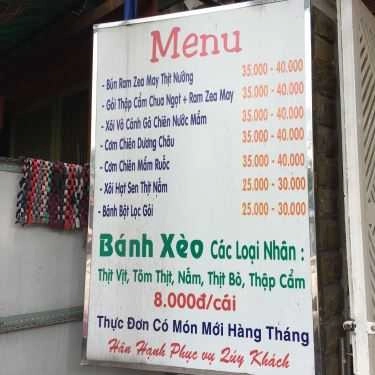 Menu
- Bún Ram Zea May Thịt Nướng 35.000 - 40.000
- Gỏi Thập Cẩm Chua Ngọt + Ram Zea May 35.000 - 40.000
- Xôi Vò Cánh Gà Chiên Nước Mắm 35.000 - 40.000
- Cơm Chiên Dương Châu 35.000 - 40.000
- Cơm Chiên Mắm Ruốc 35.000 - 40.000
- Xôi Hạt Sen Thịt Nấm 25.000 - 30.000
- Bánh Bột Lọc Gói 25.000 - 30.000
Bánh Xèo Các Loại Nhân :
Thịt Vịt, Tôm Thịt, Nấm, Thịt Bò, Thập Cẩm
8.000đ/cái
Thực Đơn Có Món Mới Hàng Tháng
Hân Hạnh Phục vụ Qúy Khách